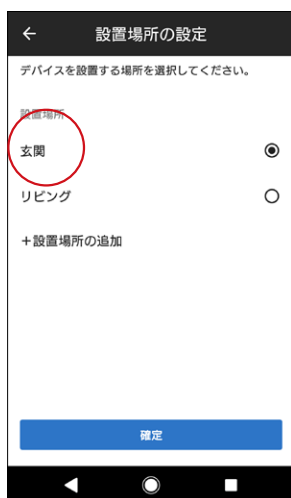 設置場所の設定
デバイスを設置する場所を選択してください。
設置場所
玄関
リビング
+設置場所の追加
確定